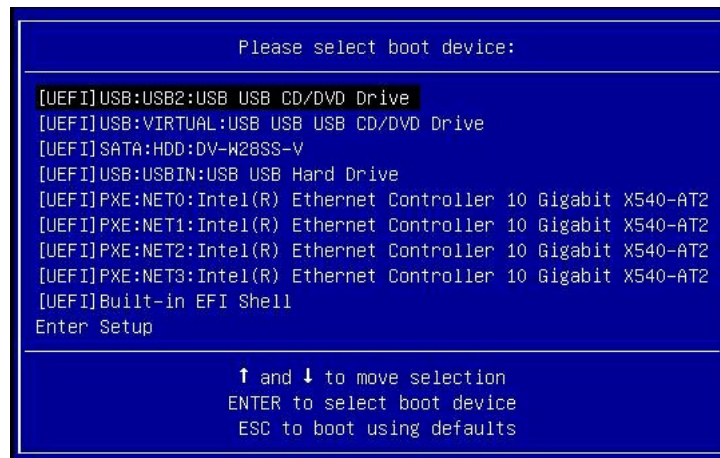 Please select boot device:
[UEFI]USB:USB2:USB USB CD/DVD Drive
[UEFI]USB:VIRTUAL:USB USB USB CD/DVD Drive
[UEFI]SATA:HDD:DV-W28SS-V
[UEFI]USB:USBIN:USB USB Hard Drive
[UEFI]PXE:NET0:Intel(R) Ethernet Controller 10 Gigabit X540-AT2
[UEFI]PXE:NET1:Intel(R) Ethernet Controller 10 Gigabit X540-AT2
[UEFI]PXE:NET2:Intel(R) Ethernet Controller 10 Gigabit X540-AT2
[UEFI]PXE:NET3:Intel(R) Ethernet Controller 10 Gigabit X540-AT2
[UEFI]Built-in EFI Shell
Enter Setup
↑ and ↓ to move selection
ENTER to select boot device
ESC to boot using defaults